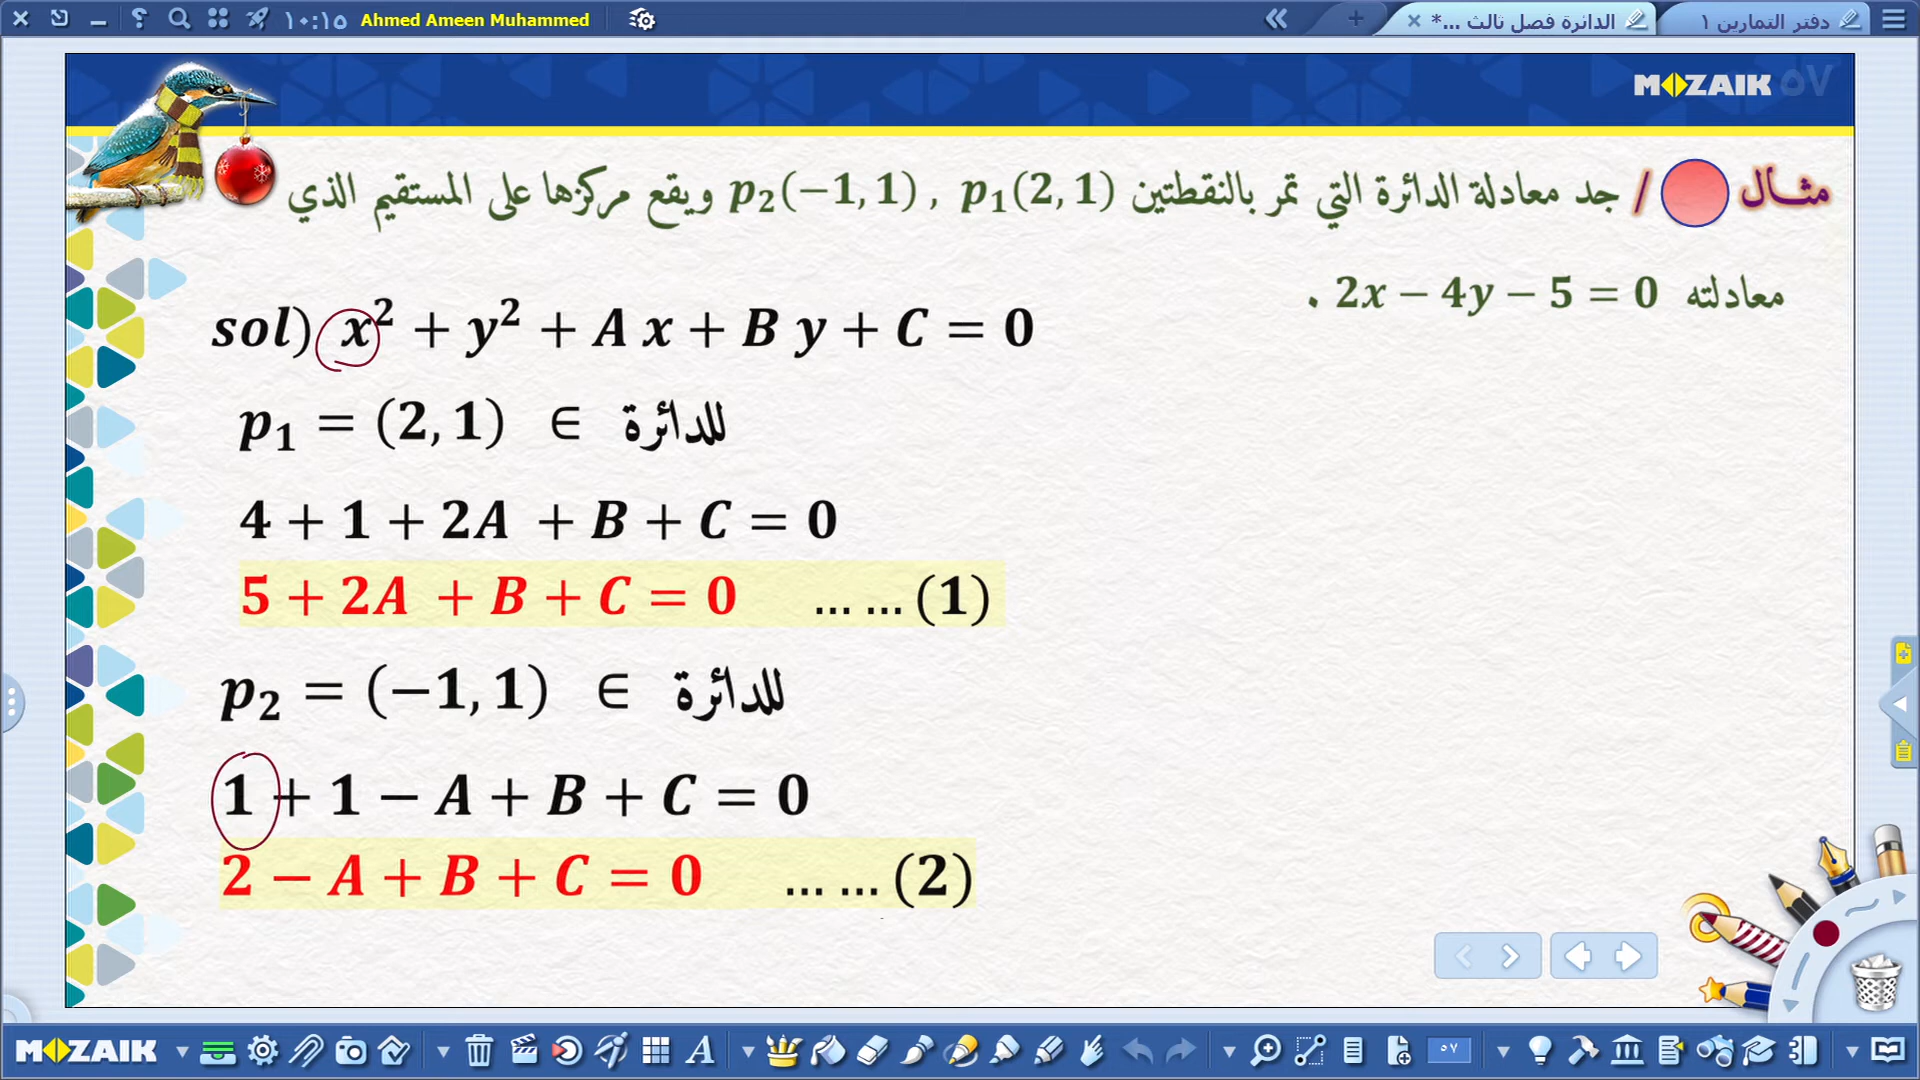 ١٠:١٥ Ahmed Ameen Muhammed
الدائرة فصل ثالث ...*
دفتر التمارين ١
MOZAIK ٥٧
مثال / جد معادلة الدائرة التي تمر بالنقطتين p₁(2, 1) , p₂(−1, 1) ويقع مركزها على المستقيم الذي
معادلته 2x − 4y − 5 = 0 .
sol) x² + y² + A x + B y + C = 0
p₁ = (2, 1) ∈ للدائرة
4 + 1 + 2A + B + C = 0
5 + 2A + B + C = 0 ... ... (1)
p₂ = (−1, 1) ∈ للدائرة
1 + 1 − A + B + C = 0
2 − A + B + C = 0 ... ... (2)
MOZAIK
٥٧